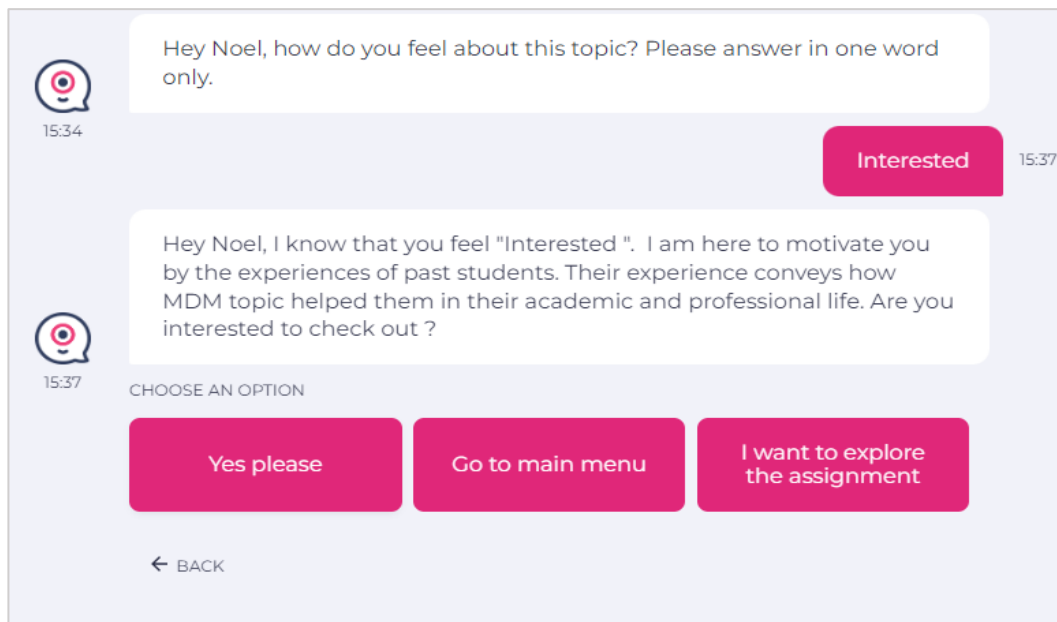 Hey Noel, how do you feel about this topic? Please answer in one word
only.
15:34
Interested
15:37
Hey Noel, I know that you feel "Interested ".  I am here to motivate you
by the experiences of past students. Their experience conveys how
MDM topic helped them in their academic and professional life. Are you
interested to check out ?
15:37
CHOOSE AN OPTION
Yes please
Go to main menu
I want to explore
the assignment
← BACK